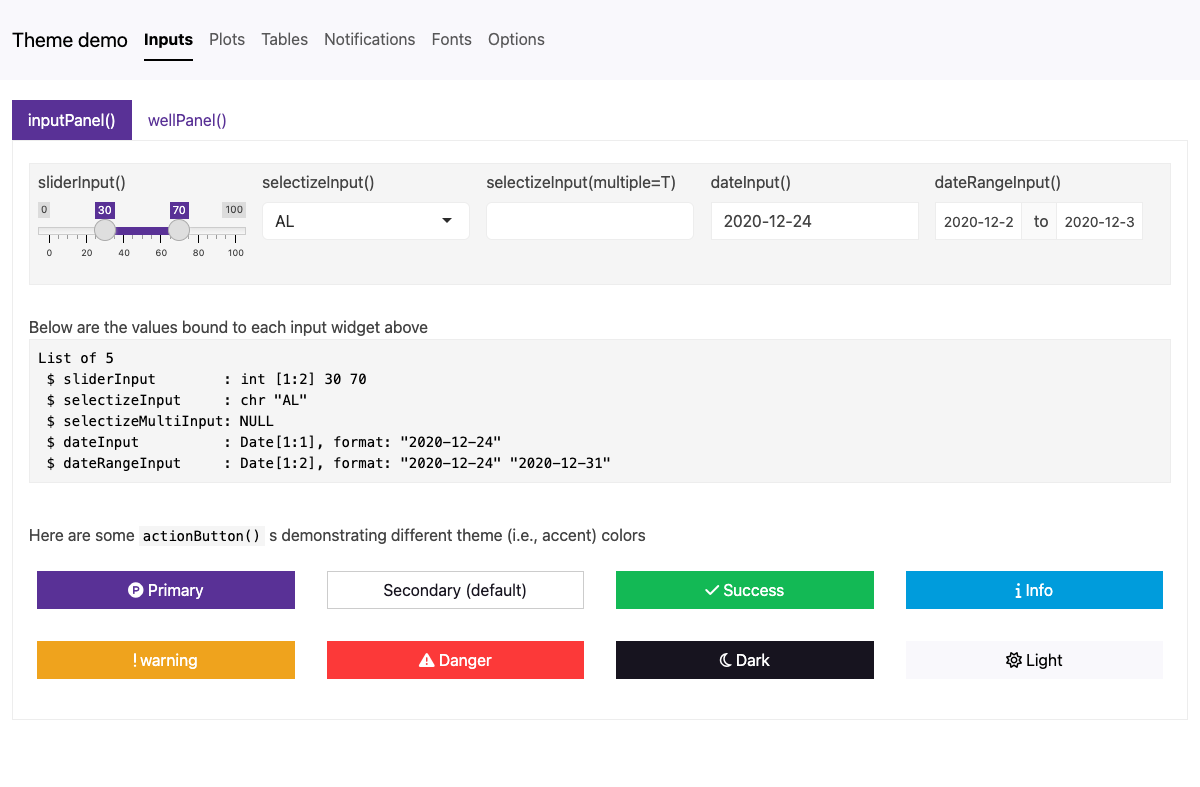 Theme demo Inputs Plots Tables Notifications Fonts Options
inputPanel() wellPanel()
sliderInput() selectizeInput() selectizeInput(multiple=T) dateInput() dateRangeInput()
0 30 70 100
AL 2020-12-24 2020-12-2 to 2020-12-3
0 20 40 60 80 100
Below are the values bound to each input widget above
List of 5
 $ sliderInput        : int [1:2] 30 70
 $ selectizeInput     : chr "AL"
 $ selectizeMultiInput: NULL
 $ dateInput          : Date[1:1], format: "2020-12-24"
 $ dateRangeInput     : Date[1:2], format: "2020-12-24" "2020-12-31"
Here are some actionButton() s demonstrating different theme (i.e., accent) colors
Primary Secondary (default) Success Info
warning Danger Dark Light